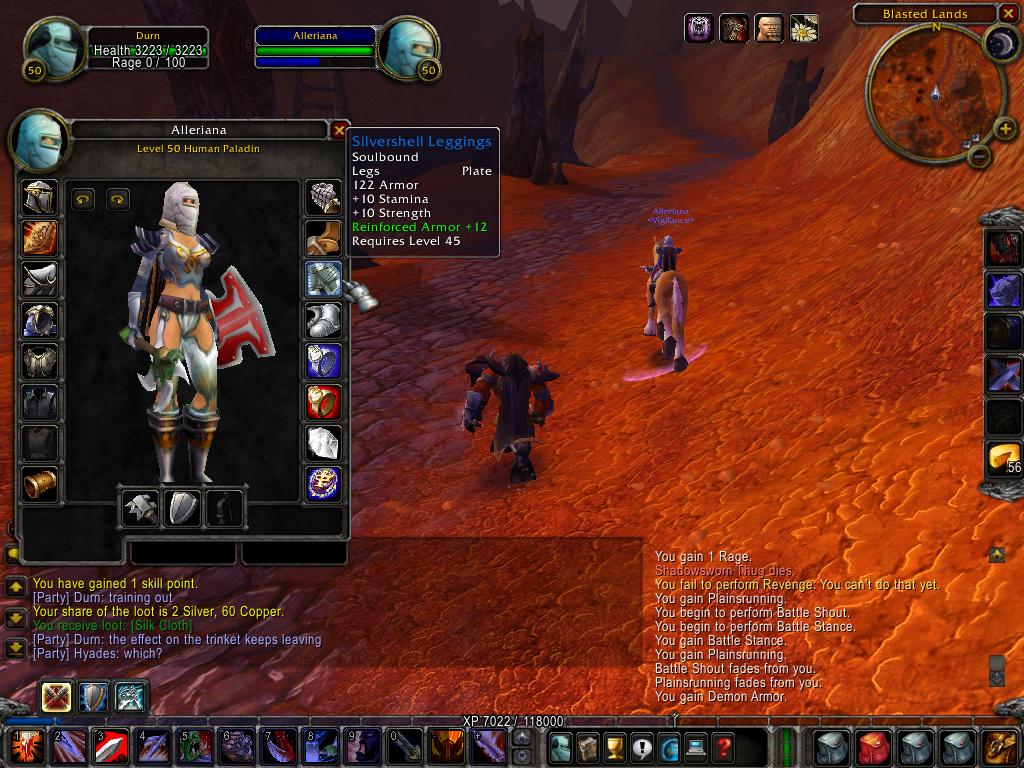 Durn
Health 3223 / 3223
Rage 0 / 100
50
Alleriana
50
Blasted Lands
N
Alleriana
Level 50 Human Paladin
Silvershell Leggings
Soulbound
Legs Plate
122 Armor
+10 Stamina
+10 Strength
Reinforced Armor +12
Requires Level 45
Alleriana
<Vigilance>
56
You have gained 1 skill point.
[Party] Durn: training out
Your share of the loot is 2 Silver, 60 Copper.
You receive loot: [Silk Cloth]
[Party] Durn: the effect on the trinket keeps leaving
[Party] Hyades: which?
You gain 1 Rage.
Shadowsworn Thug dies.
You fail to perform Revenge: You can't do that yet.
You gain Plainsrunning.
You begin to perform Battle Shout.
You begin to perform Battle Stance.
You gain Battle Stance.
You gain Plainsrunning.
Battle Shout fades from you.
Plainsrunning fades from you.
You gain Demon Armor.
XP 7022 / 118000
1 2 3 4 5 6 7 8 9 0